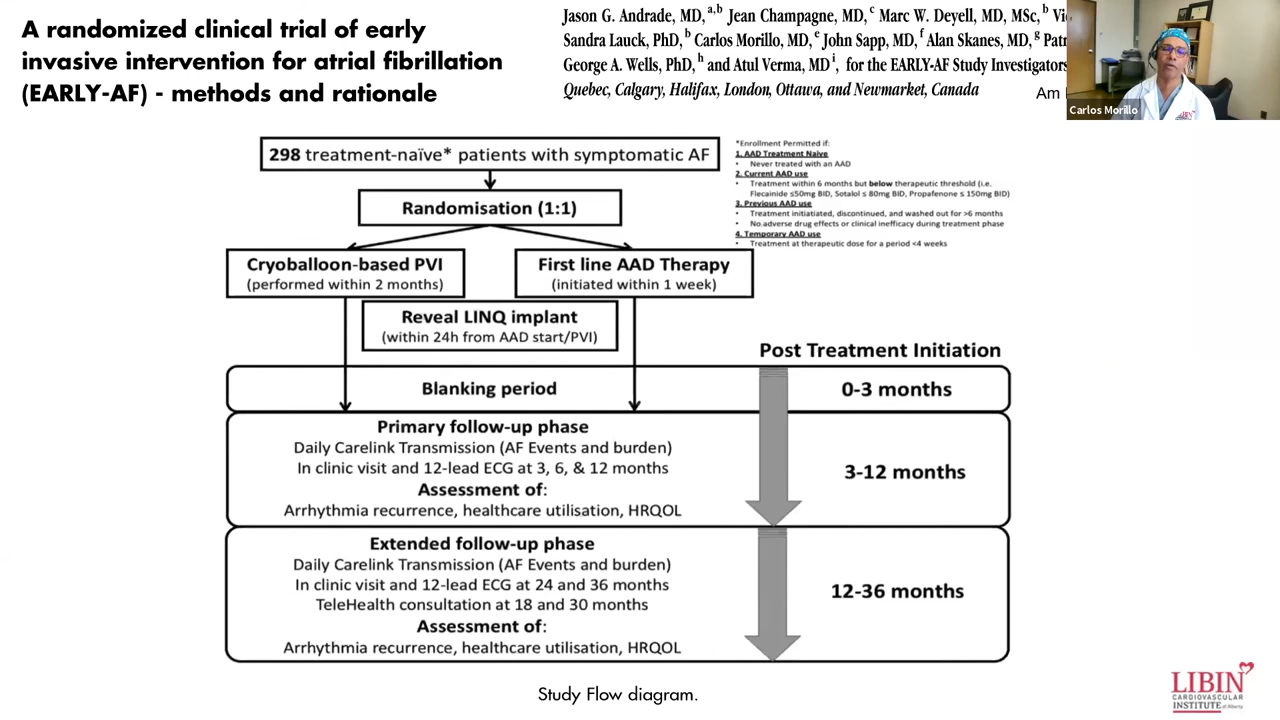 A randomized clinical trial of early
invasive intervention for atrial fibrillation
(EARLY-AF) - methods and rationale
Jason G. Andrade, MD, a,b Jean Champagne, MD, c Marc W. Deyell, MD, MSc, b
Sandra Lauck, PhD, b Carlos Morillo, MD, e John Sapp, MD, f Allan Skanes, MD, g
George A. Wells, PhD, h and Atul Verma, MD i, for the EARLY-AF Study Investigators
Quebec, Calgary, Halifax, London, Ottawa, and Newmarket, Canada
Am
Carlos Morillo
298 treatment-naïve* patients with symptomatic AF
Randomisation (1:1)
*Enrollment Permitted if:
1. AAD Treatment Naive
• Never treated with an AAD
2. Current AAD use
• Treatment within 6 months but below therapeutic threshold (i.e.
Flecainide ≤50mg BID, Sotalol ≤ 80mg BID, Propafenone ≤ 150mg BID)
3. Previous AAD use
• Treatment initiatiated, discontinued, and washed out for >6 months
• No adverse drug effects or clinical inefficacy during treatment phase
4. Temporary AAD use
• Treatment at therapeutic dose for a period <4 weeks
Cryoballoon-based PVI
(performed within 2 months)
First line AAD Therapy
(initiated within 1 week)
Reveal LINQ implant
(within 24h from AAD start/PVI)
Post Treatment Initiation
Blanking period
0-3 months
Primary follow-up phase
Daily Carelink Transmission (AF Events and burden)
In clinic visit and 12-lead ECG at 3, 6, & 12 months
Assessment of:
Arrhythmia recurrence, healthcare utilisation, HRQOL
3-12 months
Extended follow-up phase
Daily Carelink Transmission (AF Events and burden)
In clinic visit and 12-lead ECG at 24 and 36 months
TeleHealth consultation at 18 and 30 months
Assessment of:
Arrhythmia recurrence, healthcare utilisation, HRQOL
12-36 months
Study Flow diagram.
LIBIN
CARDIOVASCULAR
INSTITUTE of Alberta